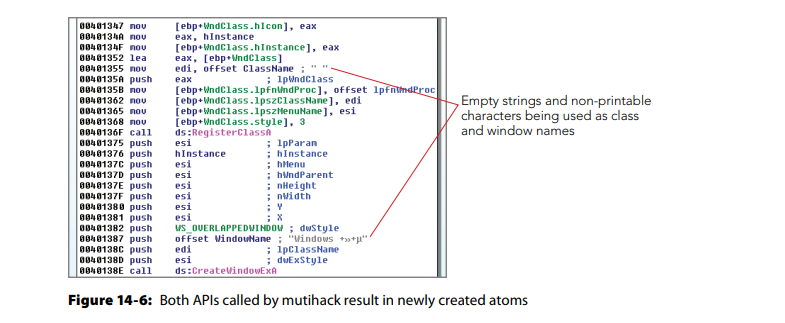 00401347 mov [ebp+WndClass.hIcon], eax
0040134A mov eax, hInstance
0040134F mov [ebp+WndClass.hInstance], eax
00401352 lea eax, [ebp+WndClass]
00401355 mov edi, offset ClassName ; " "
0040135A push eax ; lpWndClass
0040135B mov [ebp+WndClass.lpfnWndProc], offset lpfnWndProc
00401362 mov [ebp+WndClass.lpszClassName], edi
00401365 mov [ebp+WndClass.lpszMenuName], esi
00401368 mov [ebp+WndClass.style], 3
0040136F call ds:RegisterClassA
00401375 push esi ; lpParam
00401376 push hInstance ; hInstance
0040137C push esi ; hMenu
0040137D push esi ; hWndParent
0040137E push esi ; nHeight
0040137F push esi ; nWidth
00401380 push esi ; Y
00401381 push esi ; X
00401382 push WS_OVERLAPPEDWINDOW ; dwStyle
00401387 push offset WindowName ; "Windows +»+µ"
0040138C push edi ; lpClassName
0040138D push esi ; dwExStyle
0040138E call ds:CreateWindowExA
Empty strings and non-printable
characters being used as class
and window names
Figure 14-6: Both APIs called by mutihack result in newly created atoms